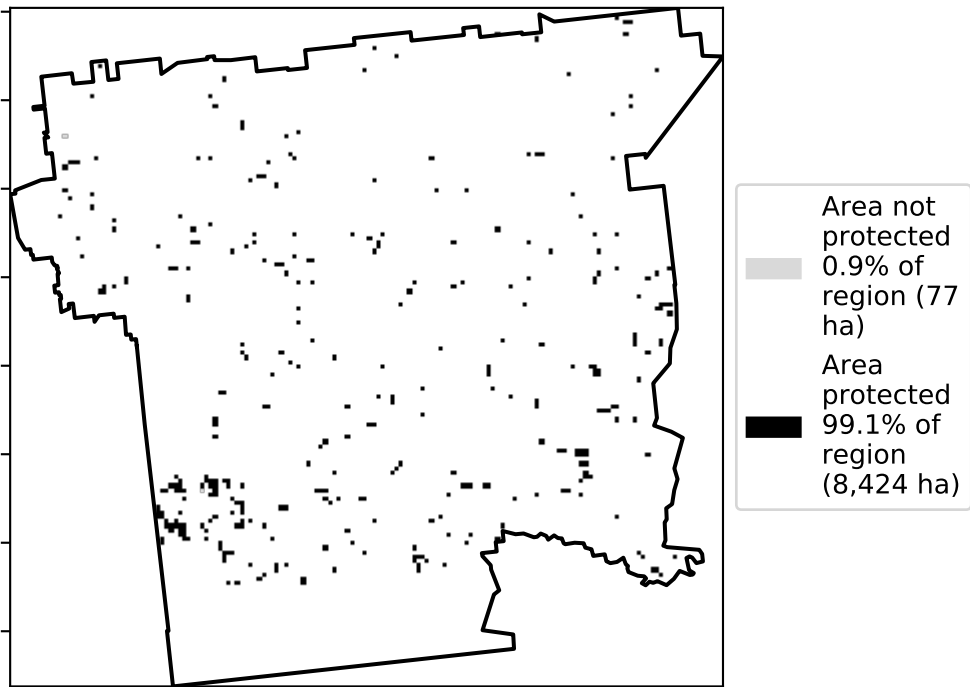 Area not
protected
0.9% of
region (77
ha)
Area
protected
99.1% of
region
(8,424 ha)